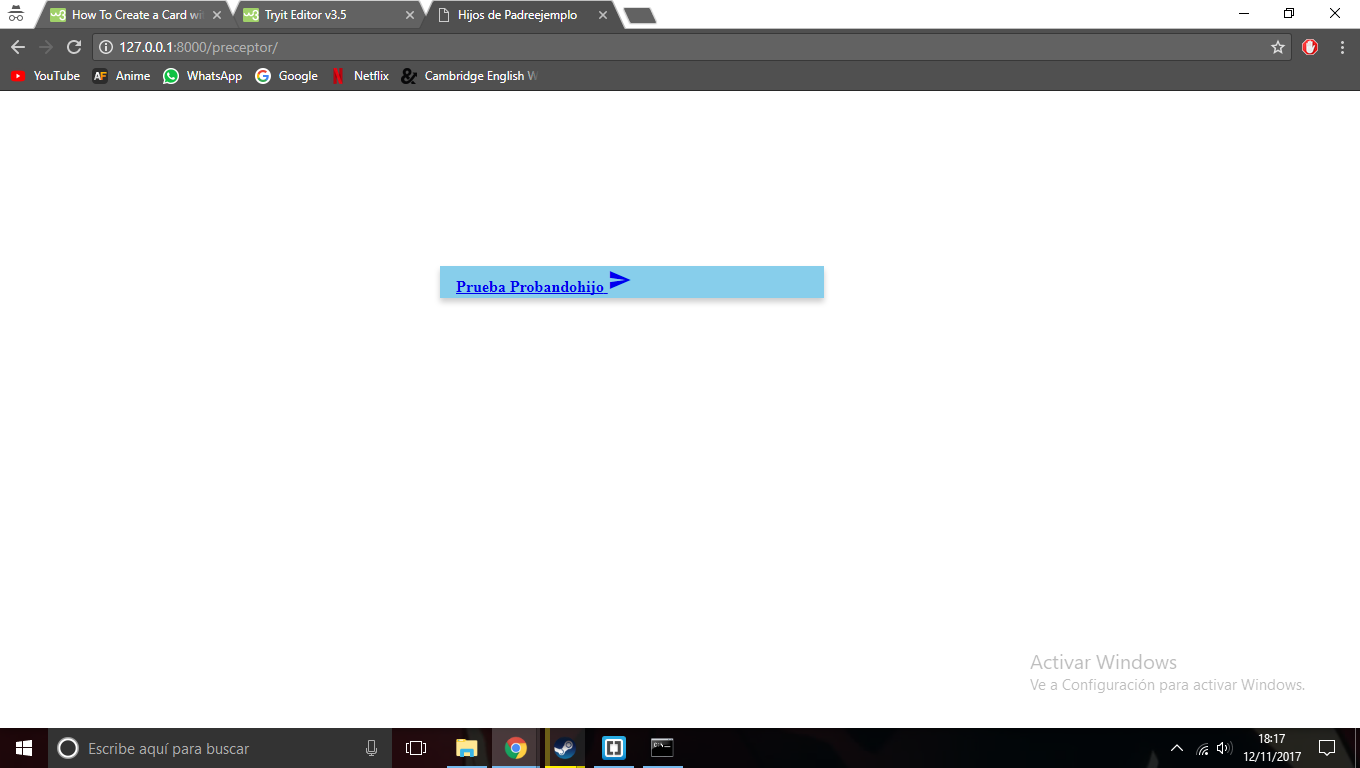 How To Create a Card wi
Tryit Editor v3.5
Hijos de Padreejemplo
127.0.0.1:8000/preceptor/
YouTube
AF
Anime
WhatsApp
Google
Netflix
Cambridge English W
Prueba Probandohijo
Activar Windows
Ve a Configuración para activar Windows.
Escribe aquí para buscar
18:17
12/11/2017